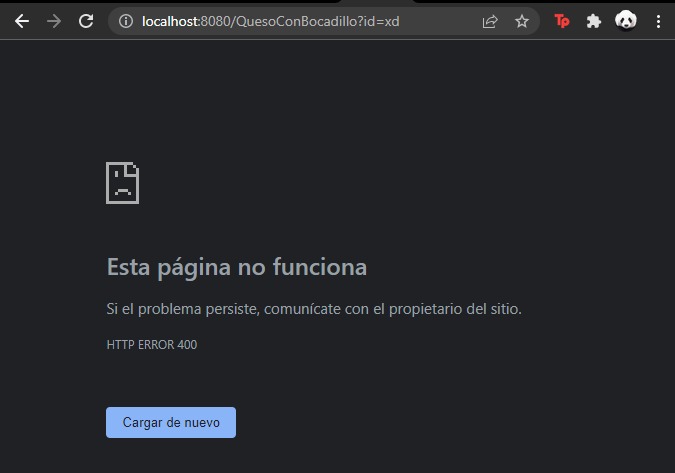 localhost:8080/QuesoConBocadillo?id=xd
Tp
Esta página no funciona
Si el problema persiste, comunícate con el propietario del sitio.
HTTP ERROR 400
Cargar de nuevo